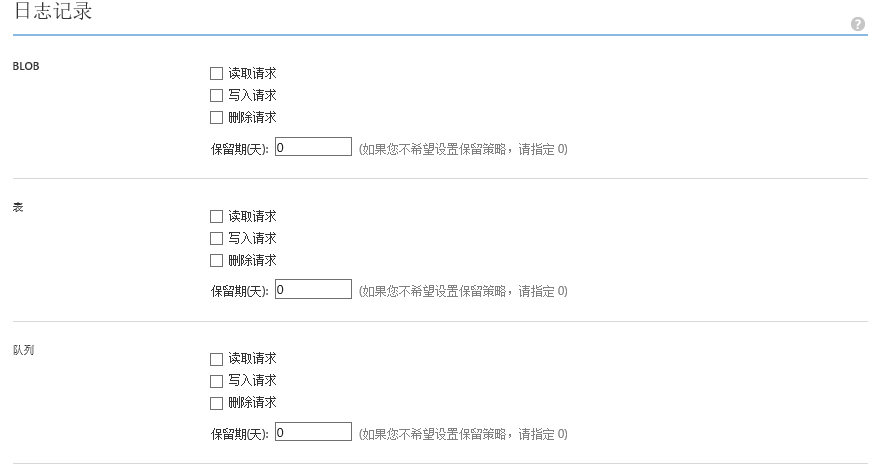 日志记录
?
BLOB
读取请求
写入请求
删除请求
保留期(天): 0 (如果您不希望设置保留策略，请指定 0)
表
读取请求
写入请求
删除请求
保留期(天): 0 (如果您不希望设置保留策略，请指定 0)
队列
读取请求
写入请求
删除请求
保留期(天): 0 (如果您不希望设置保留策略，请指定 0)